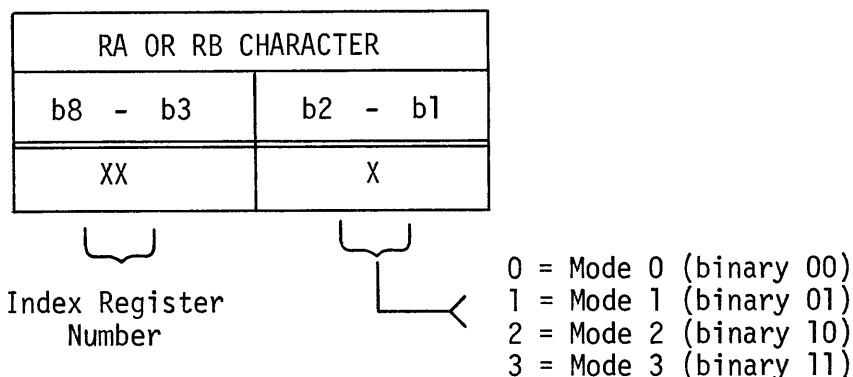 RA OR RB CHARACTER
b8 - b3 b2 - b1
XX X
Index Register
Number
0 = Mode 0 (binary 00)
1 = Mode 1 (binary 01)
2 = Mode 2 (binary 10)
3 = Mode 3 (binary 11)